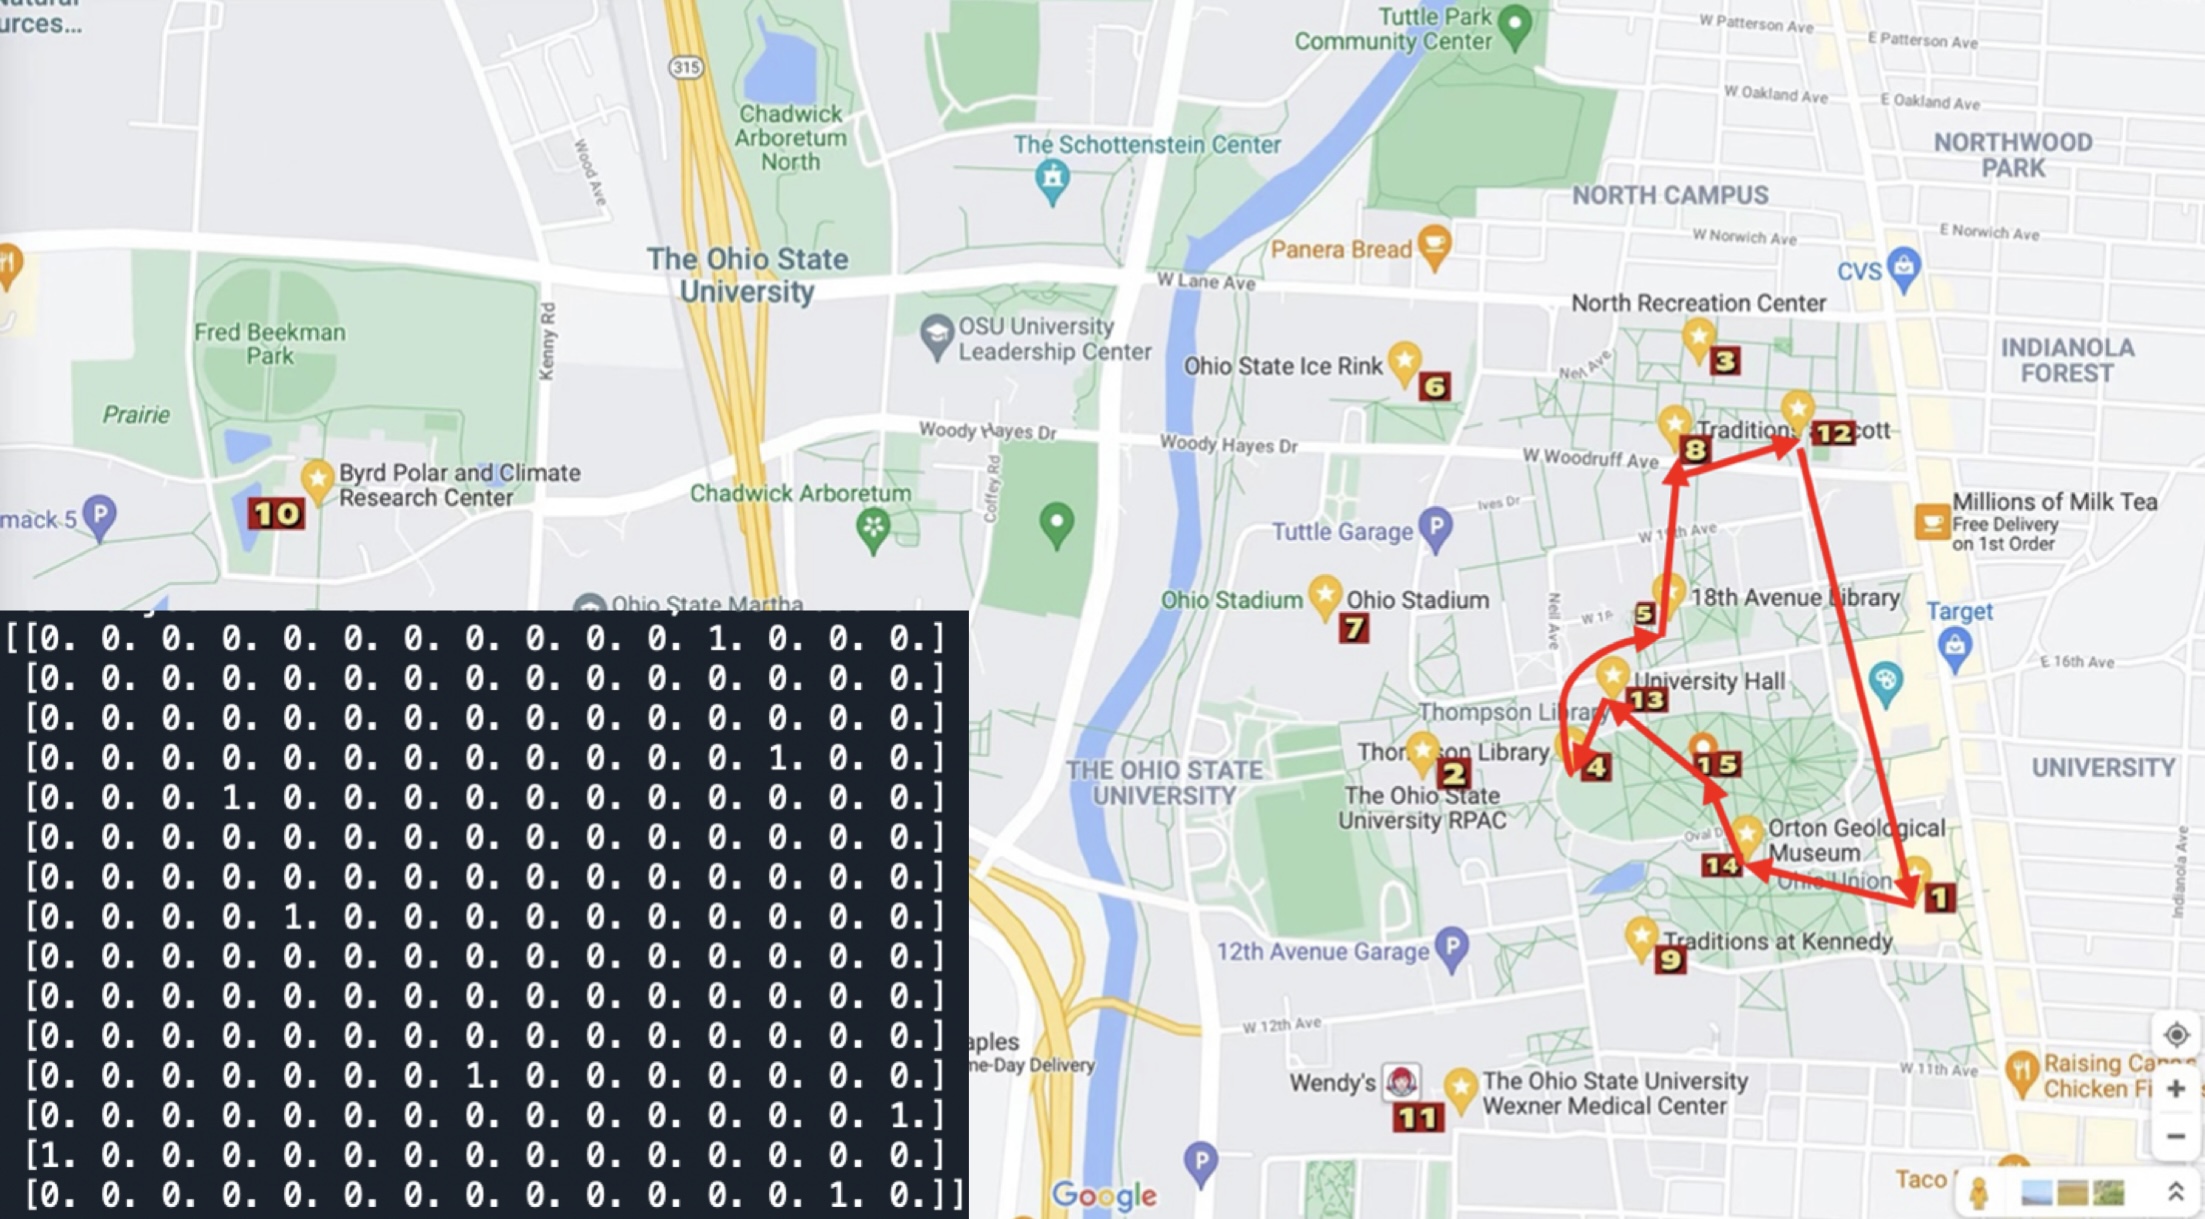 ources...
Tuttle Park
Community Center
W Patterson Ave
E Patterson Ave
315
W Oakland Ave
E Oakland Ave
Chadwick
Arboretum
North
Wood Ave
The Schottenstein Center
NORTHWOOD
PARK
NORTH CAMPUS
W Norwich Ave
E Norwich Ave
The Ohio State
University
Panera Bread
CVS
W Lane Ave
North Recreation Center
3
Fred Beekman
Park
Kenny Rd
OSU University
Leadership Center
Ohio State Ice Rink
6
Neil Ave
INDIANOLA
FOREST
Prairie
Woody Hayes Dr
Woody Hayes Dr
Traditions
cott
8
12
W Woodruff Ave
Byrd Polar and Climate
Research Center
10
mack 5
P
Chadwick Arboretum
Coffey Rd
Tuttle Garage
P
Ives Dr
W 19th Ave
Millions of Milk Tea
Free Delivery
on 1st Order
Ohio State Martha
Ohio Stadium
Ohio Stadium
7
Neil Ave
5
18th Avenue Library
Target
E 16th Ave
University Hall
13
Thompson Library
Thompson Library
2
4
15
The Ohio State
University RPAC
THE OHIO STATE
UNIVERSITY
UNIVERSITY
Oval D
Orton Geological
Museum
14
Ohio Union
1
Indianola Ave
12th Avenue Garage
P
Traditions at Kennedy
9
W 12th Ave
aples
ne-Day Delivery
W 11th Ave
Wendy's
11
The Ohio State University
Wexner Medical Center
Raising Cane's
Chicken Fi
P
Google
Taco
[[0. 0. 0. 0. 0. 0. 0. 0. 0. 0. 0. 1. 0. 0. 0.]
[0. 0. 0. 0. 0. 0. 0. 0. 0. 0. 0. 0. 0. 0. 0.]
[0. 0. 0. 0. 0. 0. 0. 0. 0. 0. 0. 0. 0. 0. 0.]
[0. 0. 0. 0. 0. 0. 0. 0. 0. 0. 0. 0. 1. 0. 0.]
[0. 0. 0. 1. 0. 0. 0. 0. 0. 0. 0. 0. 0. 0. 0.]
[0. 0. 0. 0. 0. 0. 0. 0. 0. 0. 0. 0. 0. 0. 0.]
[0. 0. 0. 0. 0. 0. 0. 0. 0. 0. 0. 0. 0. 0. 0.]
[0. 0. 0. 0. 1. 0. 0. 0. 0. 0. 0. 0. 0. 0. 0.]
[0. 0. 0. 0. 0. 0. 0. 0. 0. 0. 0. 0. 0. 0. 0.]
[0. 0. 0. 0. 0. 0. 0. 0. 0. 0. 0. 0. 0. 0. 0.]
[0. 0. 0. 0. 0. 0. 0. 0. 0. 0. 0. 0. 0. 0. 0.]
[0. 0. 0. 0. 0. 0. 0. 1. 0. 0. 0. 0. 0. 0. 0.]
[0. 0. 0. 0. 0. 0. 0. 0. 0. 0. 0. 0. 0. 0. 1.]
[1. 0. 0. 0. 0. 0. 0. 0. 0. 0. 0. 0. 0. 0. 0.]
[0. 0. 0. 0. 0. 0. 0. 0. 0. 0. 0. 0. 0. 1. 0.]]